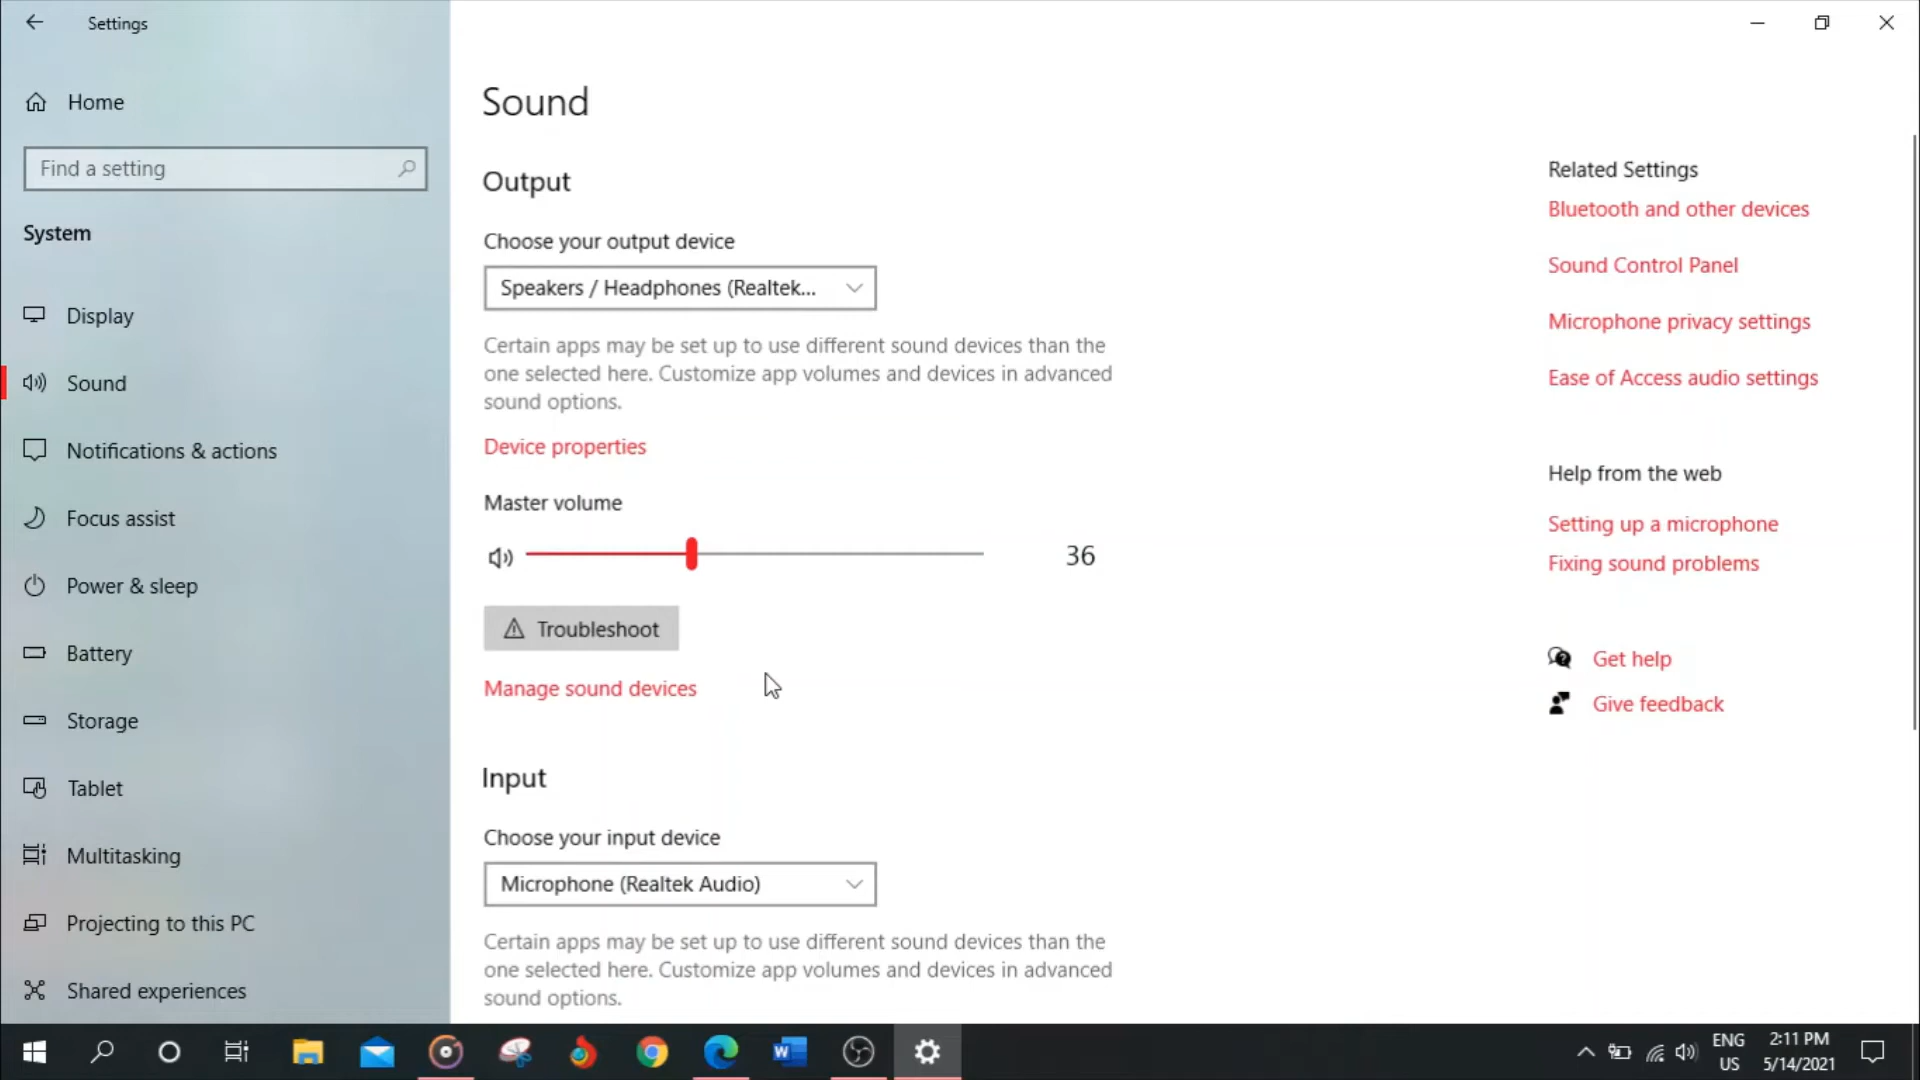 Settings
Home
Find a setting
System
Display
Sound
Notifications & actions
Focus assist
Power & sleep
Battery
Storage
Tablet
Multitasking
Projecting to this PC
Shared experiences
Sound
Output
Choose your output device
Speakers / Headphones (Realtek...
Certain apps may be set up to use different sound devices than the
one selected here. Customize app volumes and devices in advanced
sound options.
Device properties
Master volume
36
Troubleshoot
Manage sound devices
Input
Choose your input device
Microphone (Realtek Audio)
Certain apps may be set up to use different sound devices than the
one selected here. Customize app volumes and devices in advanced
sound options.
Related Settings
Bluetooth and other devices
Sound Control Panel
Microphone privacy settings
Ease of Access audio settings
Help from the web
Setting up a microphone
Fixing sound problems
Get help
Give feedback
W
ENG
US
2:11 PM
5/14/2021